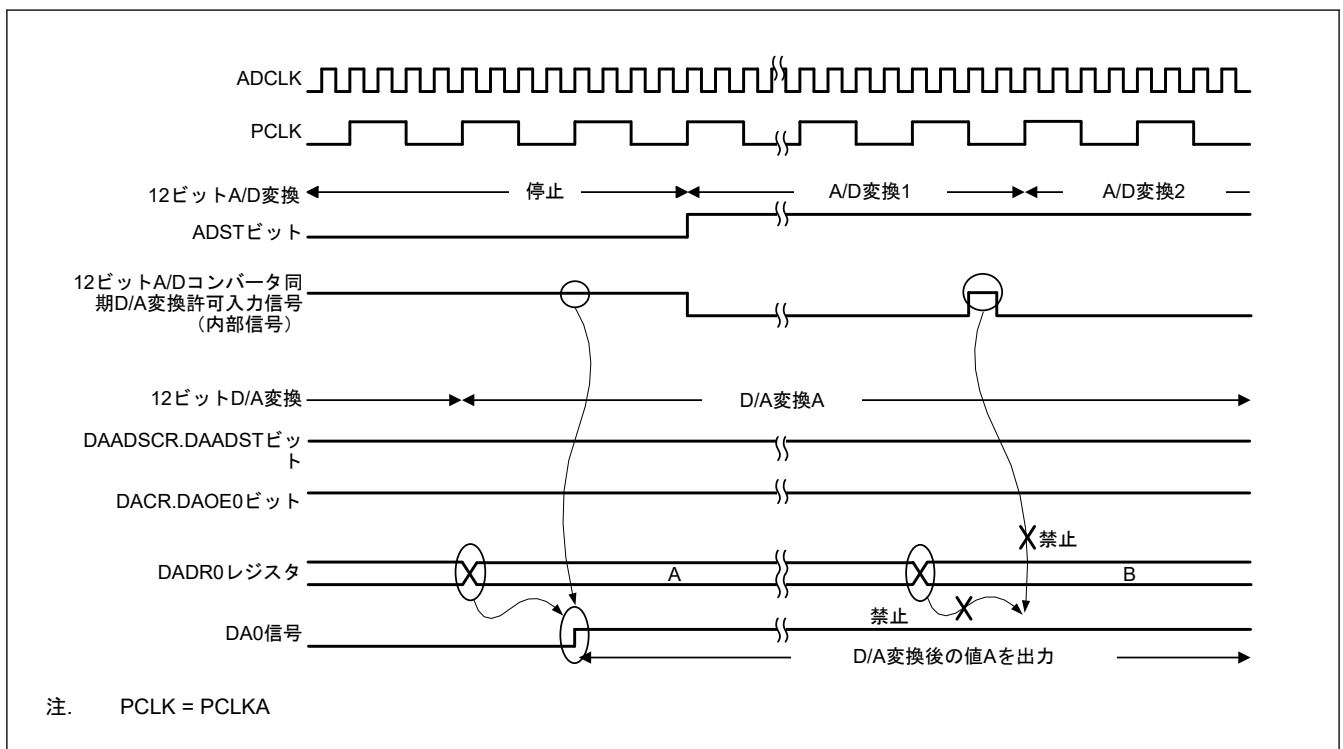 ADCLK
PCLK
12ビットA/D変換
停止
A/D変換1
A/D変換2
ADSTビット
12ビットA/Dコンバータ同
期D/A変換許可入力信号
(内部信号)
12ビットD/A変換
D/A変換A
DAADSCR.DAADSTビッ
ト
DACR.DAOE0ビット
禁止
DADR0レジスタ
A
B
禁止
DA0信号
D/A変換後の値Aを出力
注. PCLK = PCLKA